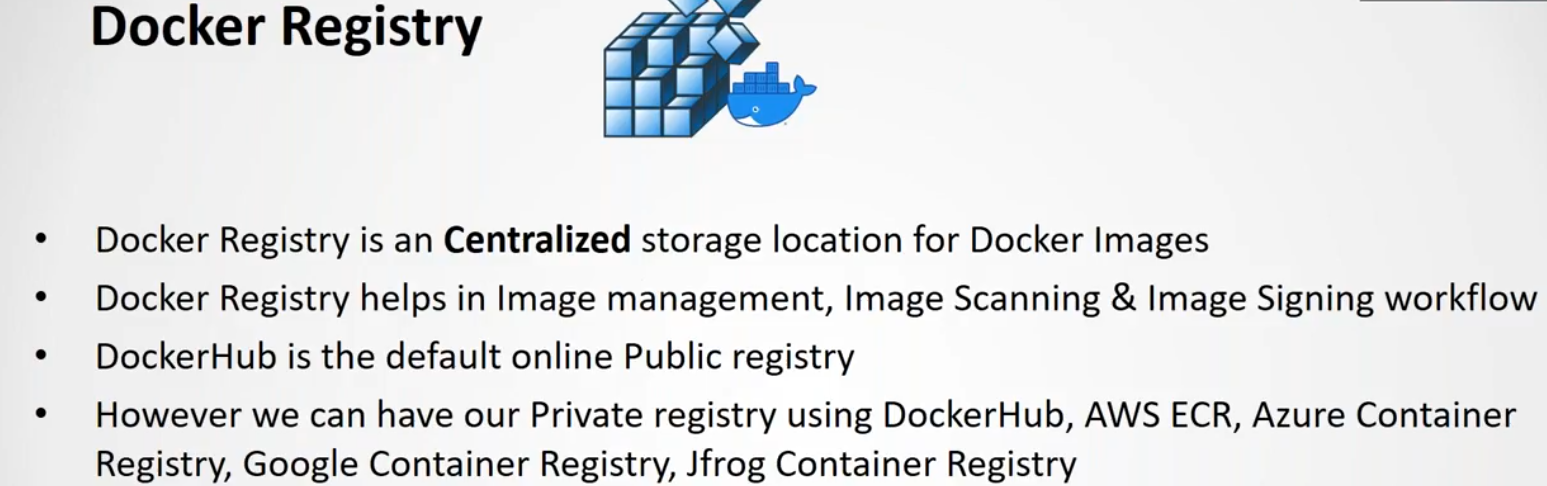 Docker Registry
• Docker Registry is an Centralized storage location for Docker Images
• Docker Registry helps in Image management, Image Scanning & Image Signing workflow
• DockerHub is the default online Public registry
• However we can have our Private registry using DockerHub, AWS ECR, Azure Container
Registry, Google Container Registry, Jfrog Container Registry